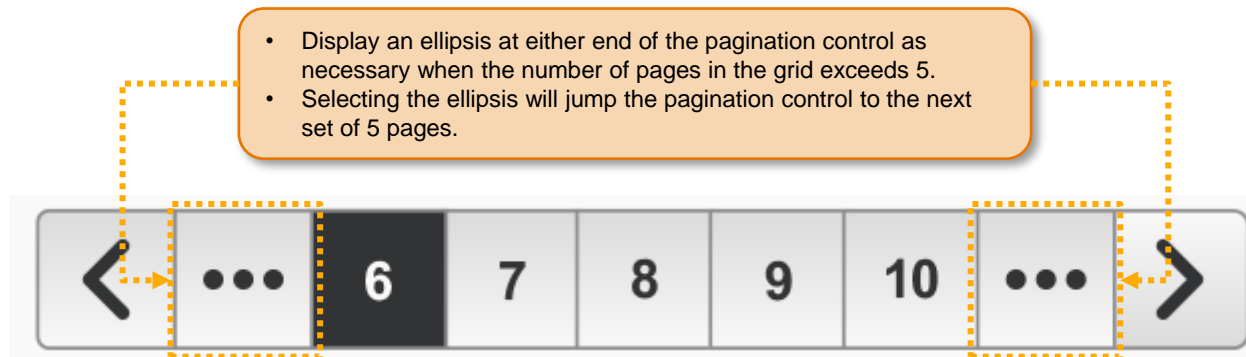 • Display an ellipsis at either end of the pagination control as
necessary when the number of pages in the grid exceeds 5.
• Selecting the ellipsis will jump the pagination control to the next
set of 5 pages.
••• 6 7 8 9 10 •••